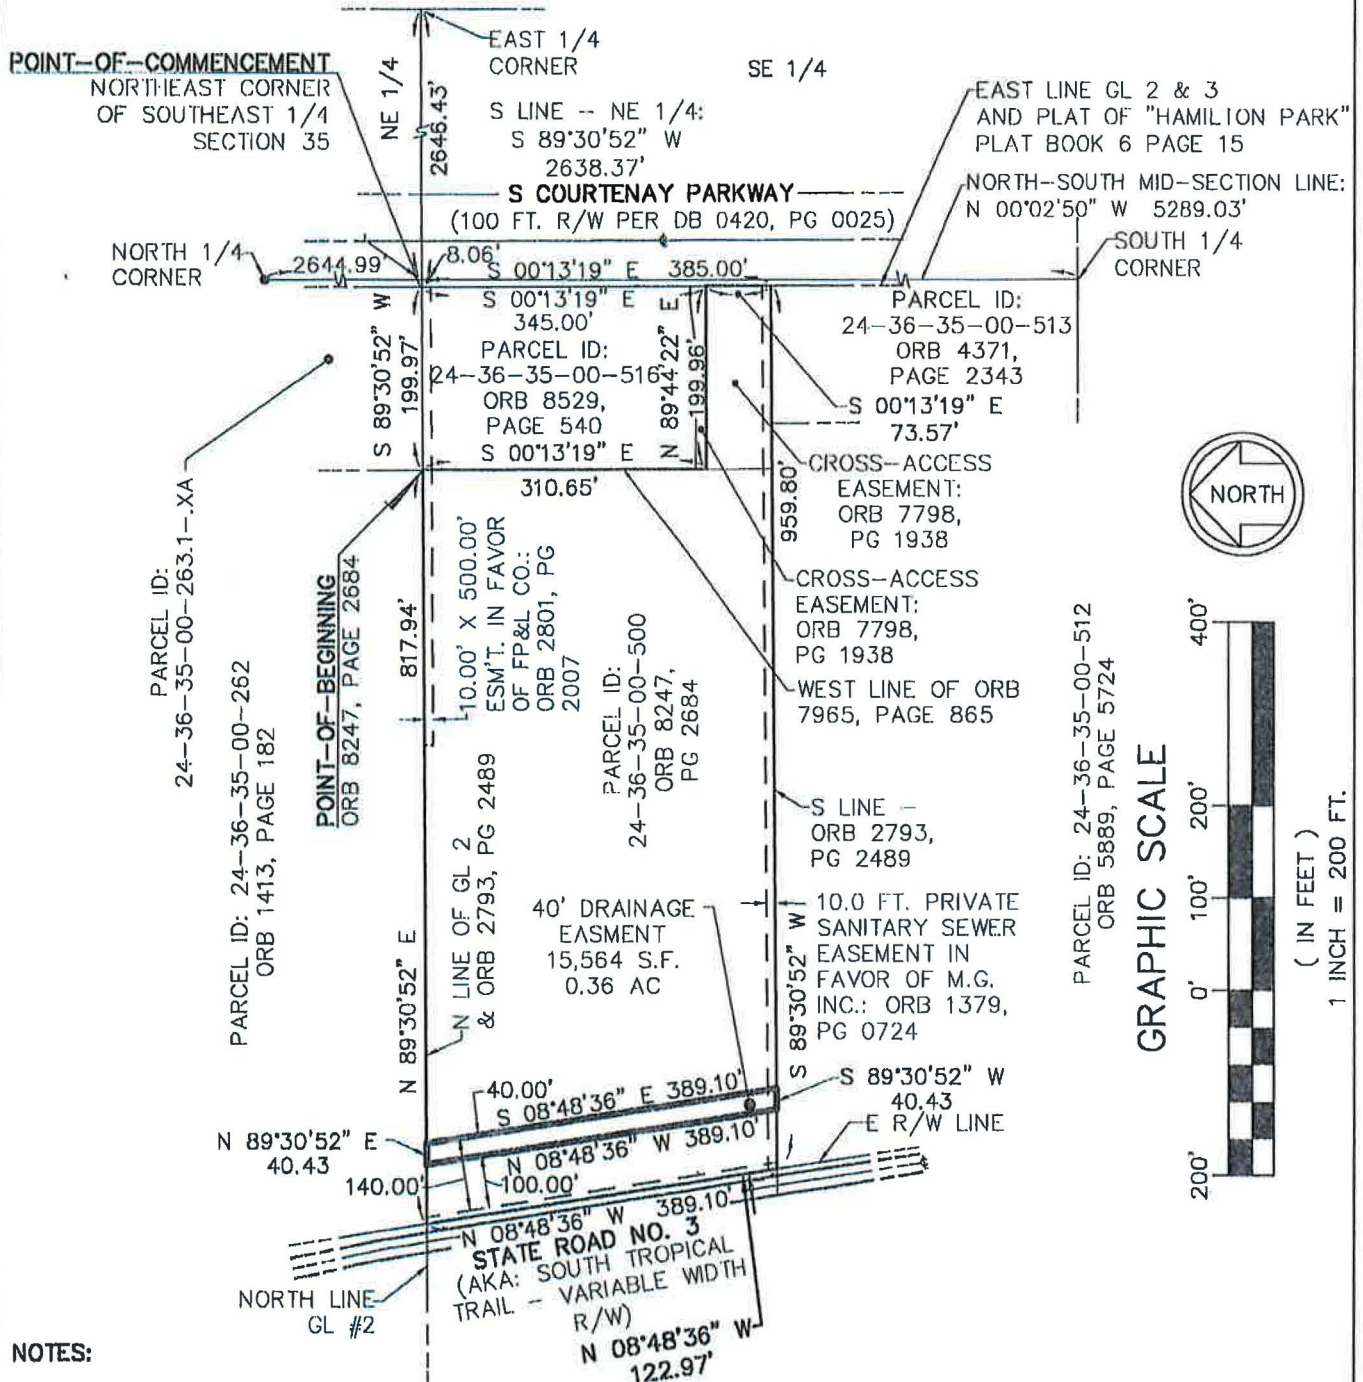 EAST 1/4
CORNER
SE 1/4
POINT-OF-COMMENCEMENT
NORTHEAST CORNER
OF SOUTHEAST 1/4
SECTION 35
NE 1/4
2646.43'
S LINE -- NE 1/4:
S 89°30'52" W
2638.37'
EAST LINE GL 2 & 3
AND PLAT OF "HAMILION PARK"
PLAT BOOK 6 PAGE 15
S COURTENAY PARKWAY
(100 FT. R/W PER DB 0420, PG 0025)
NORTH-SOUTH MID-SECTION LINE:
N 00°02'50" W 5289.03'
SOUTH 1/4
CORNER
NORTH 1/4
CORNER
2644.99'
8.06'
S 00°13'19" E 385.00'
S 00°13'19" E
345.00'
S 89°30'52" W
199.97'
PARCEL ID:
24-36-35-00-516
ORB 8529,
PAGE 540
S 00°13'19" E
310.65'
N 89°44'22" E
199.96'
PARCEL ID:
24-36-35-00-513
ORB 4371,
PAGE 2343
S 00°13'19" E
73.57'
CROSS-ACCESS
EASEMENT:
ORB 7798,
PG 1938
959.80'
NORTH
CROSS-ACCESS
EASEMENT:
ORB 7798,
PG 1938
WEST LINE OF ORB
7965, PAGE 865
PARCEL ID:
24-36-35-00-263.1-.XA
PARCEL ID: 24-36-35-00-262
ORB 1413, PAGE 182
POINT-OF-BEGINNING
ORB 8247, PAGE 2684
817.94'
10.00' X 500.00'
ESM'T. IN FAVOR
OF FP&L CO.:
ORB 2801, PG
2007
PARCEL ID:
24-36-35-00-500
ORB 8247,
PG 2684
S LINE -
ORB 2793,
PG 2489
PARCEL ID: 24-36-35-00-512
ORB 5889, PAGE 5724
GRAPHIC SCALE
400'
200'
100'
0'
200'
( IN FEET )
1 INCH = 200 FT.
N 89°30'52" E
N LINE OF GL 2
& ORB 2793, PG 2489
40' DRAINAGE
EASMENT
15,564 S.F.
0.36 AC
10.0 FT. PRIVATE
SANITARY SEWER
EASEMENT IN
FAVOR OF M.G.
INC.: ORB 1379,
PG 0724
S 89°30'52" W
40.00'
S 08°48'36" E 389.10'
S 89°30'52" W
40.43
E R/W LINE
N 89°30'52" E
40.43
N 08°48'36" W 389.10'
140.00'
100.00'
N 08°48'36" W 389.10'
STATE ROAD NO. 3
(AKA: SOUTH TROPICAL
TRAIL - VARIABLE WIDTH
R/W)
NORTH LINE
GL #2
N 08°48'36" W
122.97'
NOTES: